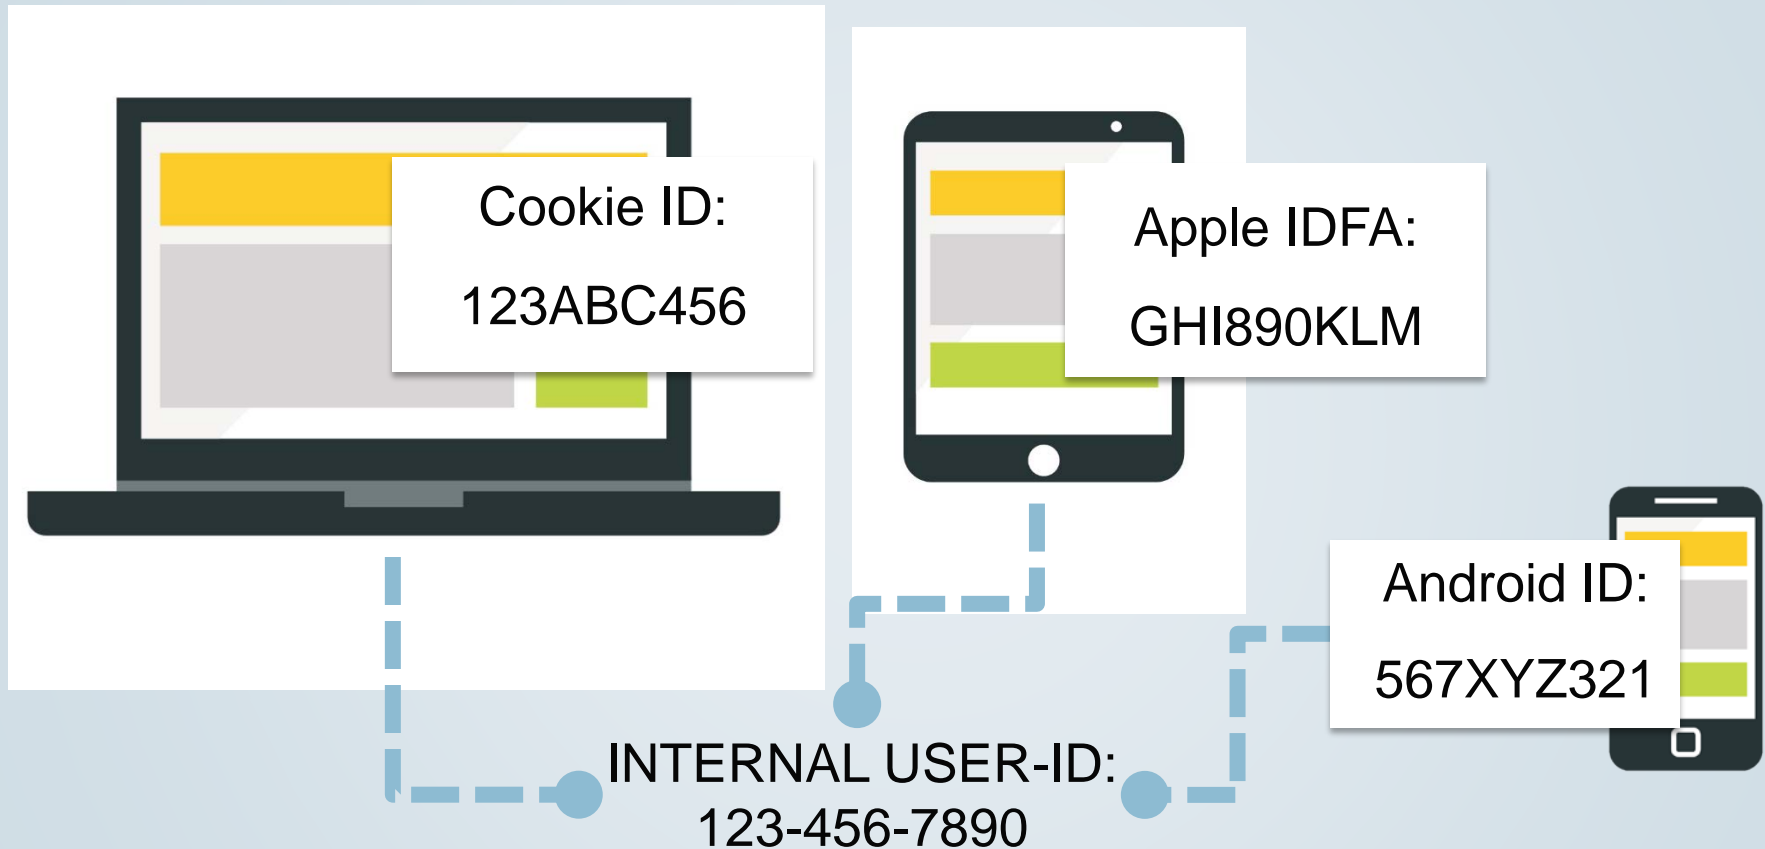 Cookie ID:
123ABC456
Apple IDFA:
GHI890KLM
Android ID:
567XYZ321
INTERNAL USER-ID:
123-456-7890